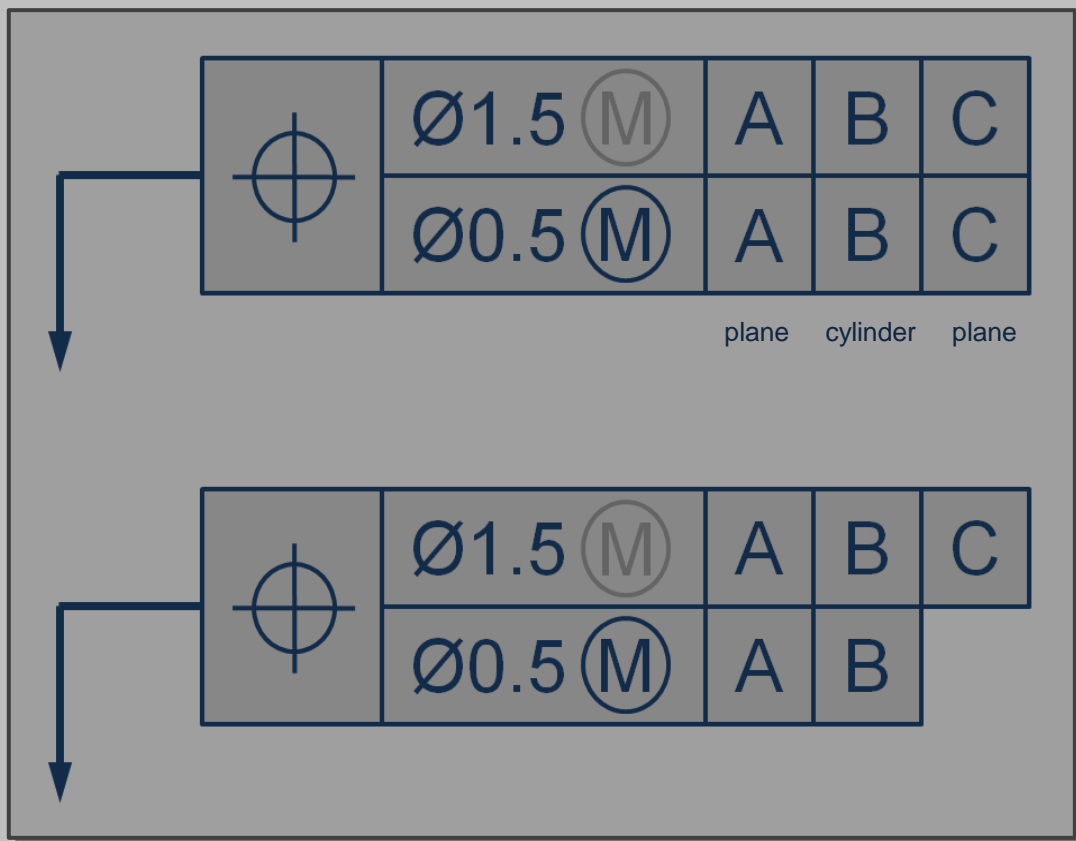 Ø1.5 Ⓜ A B C
Ø0.5 Ⓜ A B C
plane cylinder plane
Ø1.5 Ⓜ A B C
Ø0.5 Ⓜ A B